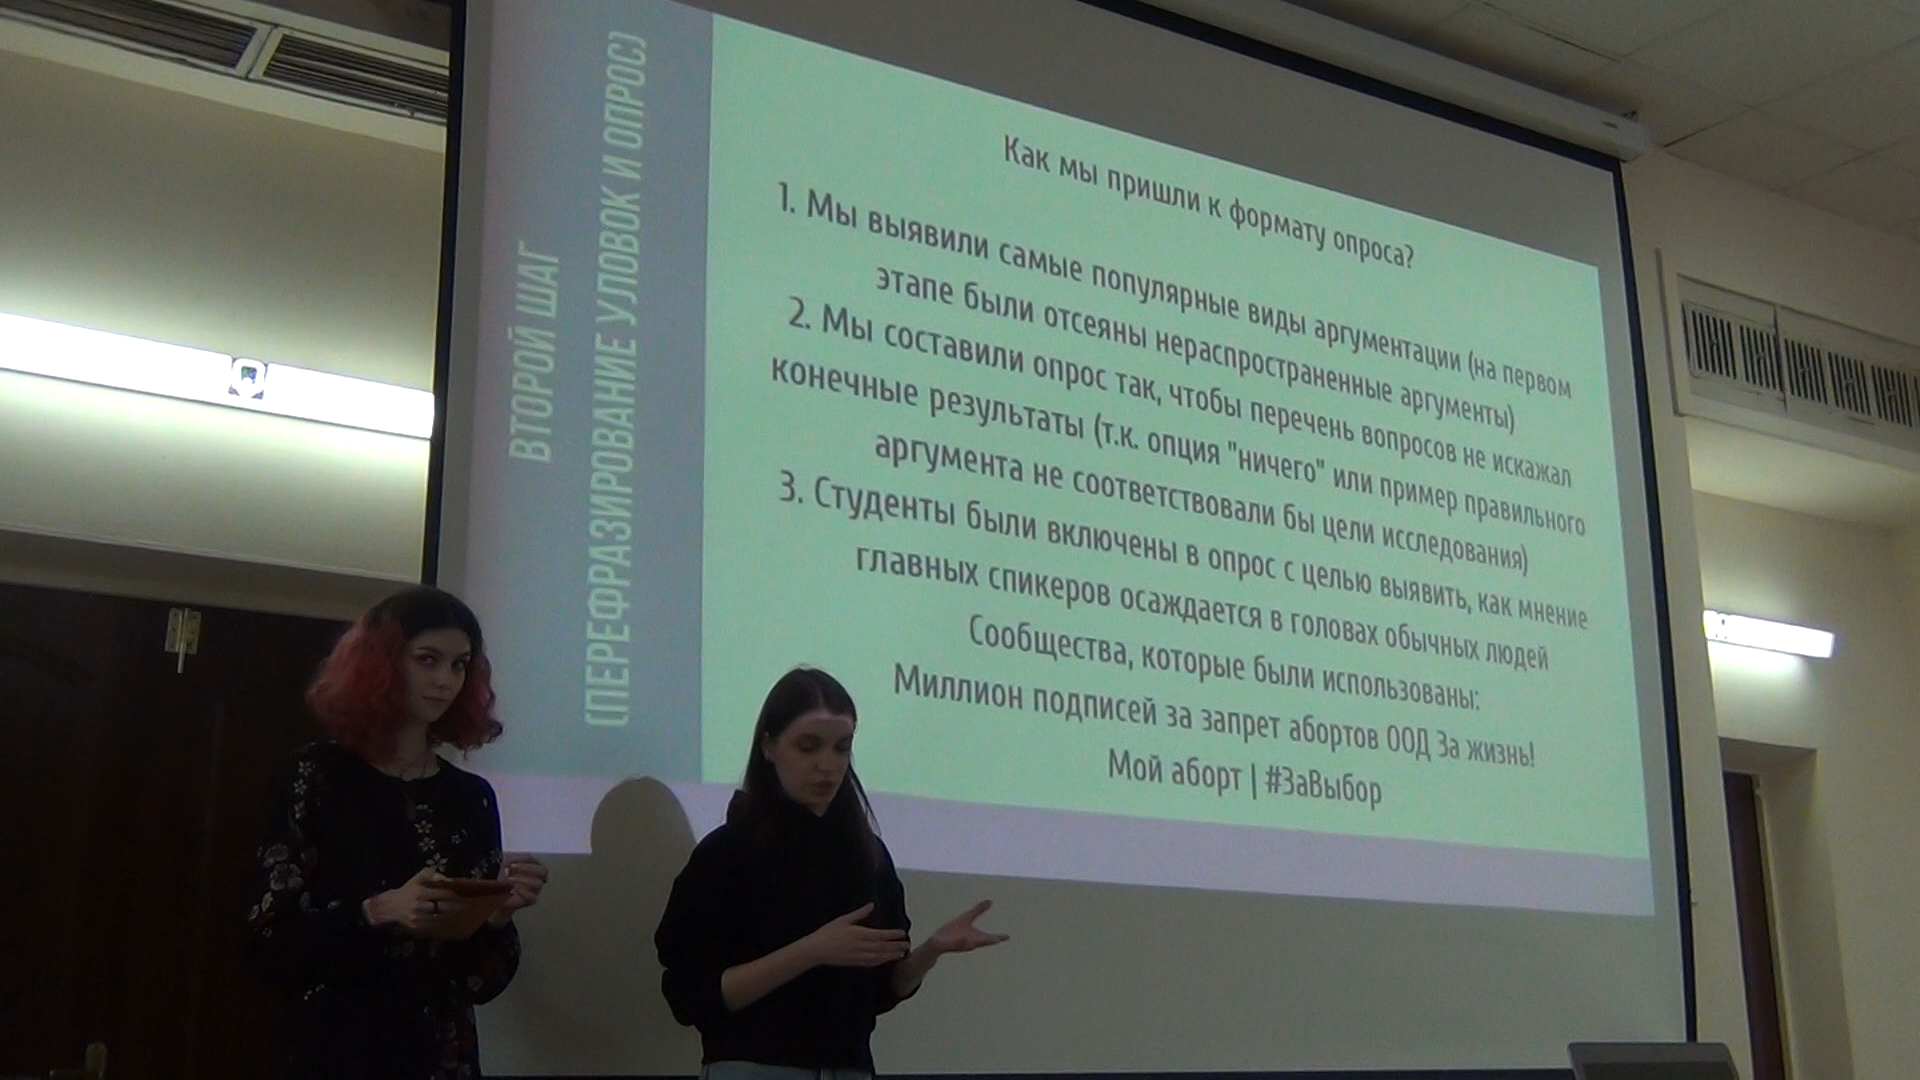 ВТОРОЙ ШАГ
(ПЕРЕФРАЗИРОВАНИЕ УЛОВОК И ОПРОС)
Как мы пришли к формату опроса?
1. Мы выявили самые популярные виды аргументации (на первом
этапе были отсеяны нераспространенные аргументы)
2. Мы составили опрос так, чтобы перечень вопросов не искажал
конечные результаты (т.к. опция "ничего" или пример правильного
аргумента не соответствовали бы цели исследования)
3. Студенты были включены в опрос с целью выявить, как мнение
главных спикеров осаждается в головах обычных людей
Сообщества, которые были использованы:
Миллион подписей за запрет абортов ООД За жизнь!
Мой аборт | #ЗаВыбор